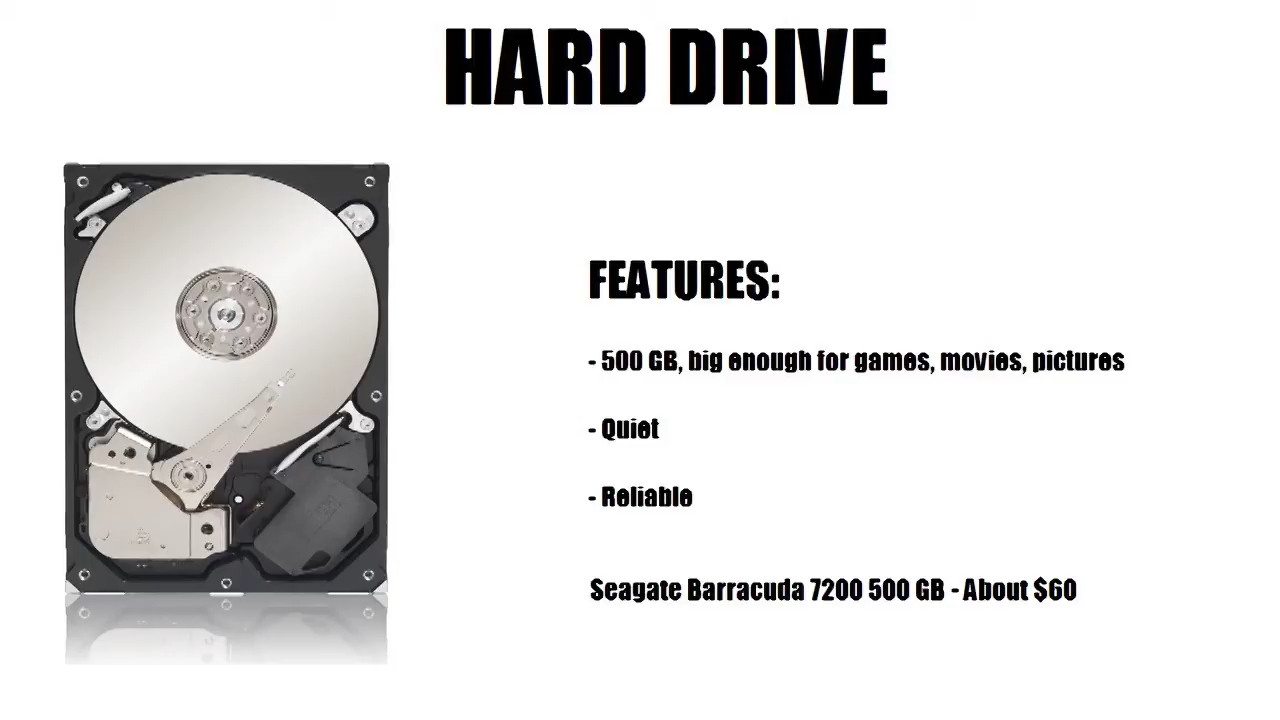 HARD DRIVE
FEATURES:
- 500 GB, big enough for games, movies, pictures
- Quiet
- Reliable
Seagate Barracuda 7200 500 GB - About $60